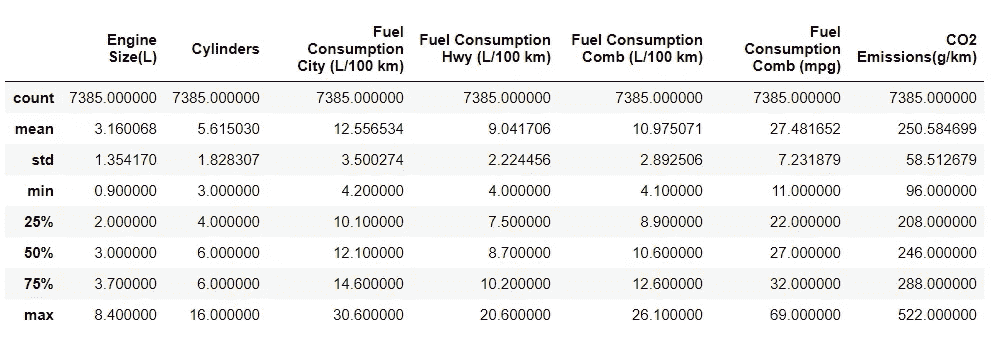 Engine Size(L) Cylinders Fuel Consumption City (L/100 km) Fuel Consumption Hwy (L/100 km) Fuel Consumption Comb (L/100 km) Fuel Consumption Comb (mpg) CO2 Emissions(g/km)
count 7385.000000 7385.000000 7385.000000 7385.000000 7385.000000 7385.000000 7385.000000
mean 3.160068 5.615030 12.556534 9.041706 10.975071 27.481652 250.584699
std 1.354170 1.828307 3.500274 2.224456 2.892506 7.231879 58.512679
min 0.900000 3.000000 4.200000 4.000000 4.100000 11.000000 96.000000
25% 2.000000 4.000000 10.100000 7.500000 8.900000 22.000000 208.000000
50% 3.000000 6.000000 12.100000 8.700000 10.600000 27.000000 246.000000
75% 3.700000 6.000000 14.600000 10.200000 12.600000 32.000000 288.000000
max 8.400000 16.000000 30.600000 20.600000 26.100000 69.000000 522.000000